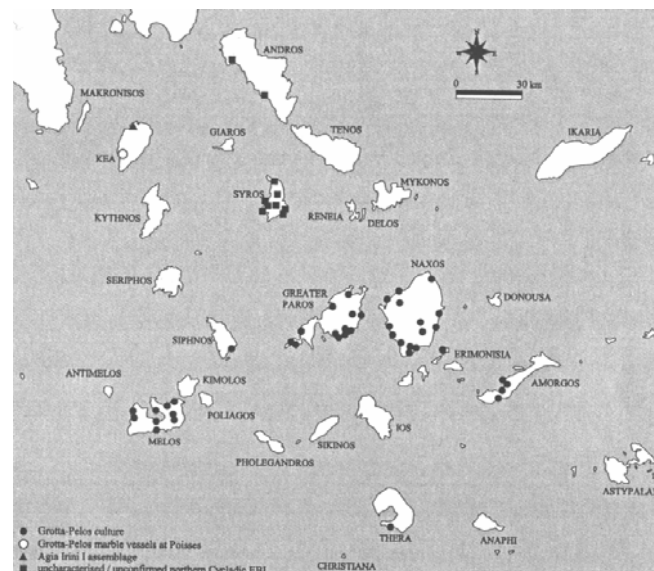 ANDROS
0 30 km
MAKRONISOS
TENOS
IKARIA
GIAROS
KEA
MYKONOS
SYROS
RENEIA
DELOS
KYTHNOS
NAXOS
SERIPHOS
GREATER
PAROS
DONOUSA
SIPHNOS
ERIMONISIA
KIMOLOS
AMORGOS
ANTIMELOS
POLIAGOS
IOS
MELOS
SIKINOS
PHOLEGANDROS
ASTYPALAI
THERA
ANAPHI
CHRISTIANA
Grotta-Pelos culture
Grotta-Pelos marble vessels at Poisses
Agia Irini I assemblage
uncharacterised / unconfirmed northern Cycladic EBI